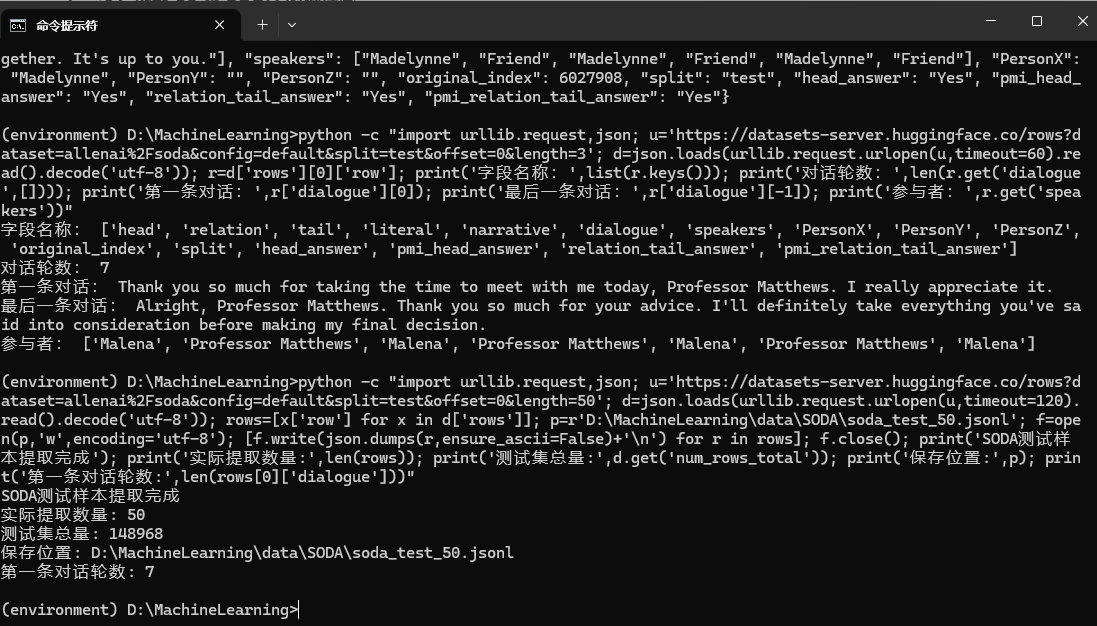 命令提示符
gether. It's up to you."], "speakers": ["Madelynne", "Friend", "Madelynne", "Friend", "Madelynne", "Friend"], "PersonX":
 "Madelynne", "PersonY": "", "PersonZ": "", "original_index": 6027908, "split": "test", "head_answer": "Yes", "pmi_head_
answer": "Yes", "relation_tail_answer": "Yes", "pmi_relation_tail_answer": "Yes"}
(environment) D:\MachineLearning>python -c "import urllib.request,json; u='https://datasets-server.huggingface.co/rows?d
ataset=allenai%2Fsoda&config=default&split=test&offset=0&length=3'; d=json.loads(urllib.request.urlopen(u,timeout=60).re
ad().decode('utf-8')); r=d['rows'][0]['row']; print('字段名称: ',list(r.keys())); print('对话轮数: ',len(r.get('dialogue
',[]))); print('第一条对话: ',r['dialogue'][0]); print('最后一条对话: ',r['dialogue'][-1]); print('参与者: ',r.get('spea
kers'))"
字段名称:  ['head', 'relation', 'tail', 'literal', 'narrative', 'dialogue', 'speakers', 'PersonX', 'PersonY', 'PersonZ',
 'original_index', 'split', 'head_answer', 'pmi_head_answer', 'relation_tail_answer', 'pmi_relation_tail_answer']
对话轮数:  7
第一条对话:  Thank you so much for taking the time to meet with me today, Professor Matthews. I really appreciate it.
最后一条对话:  Alright, Professor Matthews. Thank you so much for your advice. I'll definitely take everything you've sa
id into consideration before making my final decision.
参与者:  ['Malena', 'Professor Matthews', 'Malena', 'Professor Matthews', 'Malena', 'Professor Matthews', 'Malena']
(environment) D:\MachineLearning>python -c "import urllib.request,json; u='https://datasets-server.huggingface.co/rows?d
ataset=allenai%2Fsoda&config=default&split=test&offset=0&length=50'; d=json.loads(urllib.request.urlopen(u,timeout=120).
read().decode('utf-8')); rows=[x['row'] for x in d['rows']]; p=r'D:\MachineLearning\data\SODA\soda_test_50.jsonl'; f=ope
n(p,'w',encoding='utf-8'); [f.write(json.dumps(r,ensure_ascii=False)+'\n') for r in rows]; f.close(); print('SODA测试样
本提取完成'); print('实际提取数量:',len(rows)); print('测试集总量:',d.get('num_rows_total')); print('保存位置:',p); prin
t('第一条对话轮数:',len(rows[0]['dialogue']))"
SODA测试样本提取完成
实际提取数量: 50
测试集总量: 148968
保存位置: D:\MachineLearning\data\SODA\soda_test_50.jsonl
第一条对话轮数: 7
(environment) D:\MachineLearning>